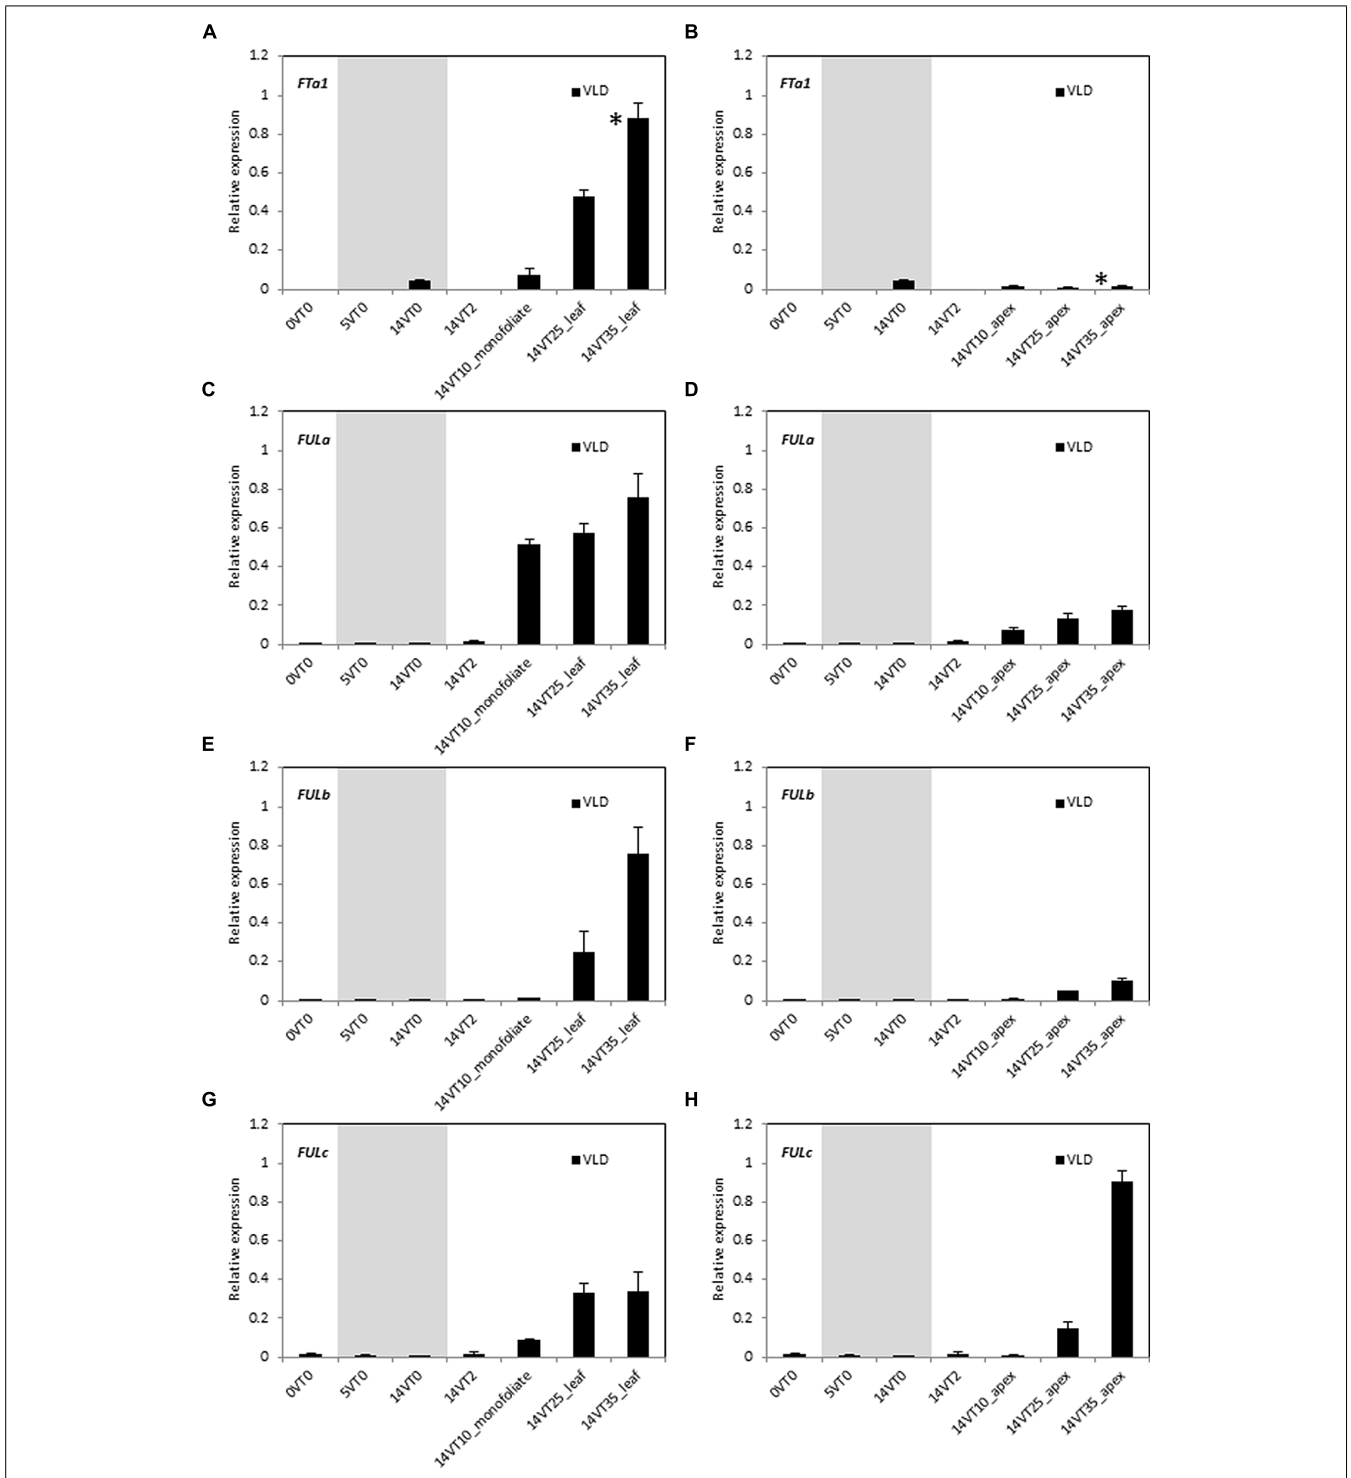 A
FTa1
VLD
*
Relative expression
1.2
1
0.8
0.6
0.4
0.2
0
0VT0
5VT0
14VT0
14VT2
14VT10_monofoliate
14VT25_leaf
14VT35_leaf
B
FTa1
VLD
*
Relative expression
1.2
1
0.8
0.6
0.4
0.2
0
0VT0
5VT0
14VT0
14VT2
14VT10_apex
14VT25_apex
14VT35_apex
C
FULa
VLD
Relative expression
1.2
1
0.8
0.6
0.4
0.2
0
0VT0
5VT0
14VT0
14VT2
14VT10_monofoliate
14VT25_leaf
14VT35_leaf
D
FULa
VLD
Relative expression
1.2
1
0.8
0.6
0.4
0.2
0
0VT0
5VT0
14VT0
14VT2
14VT10_apex
14VT25_apex
14VT35_apex
E
FULb
VLD
Relative expression
1.2
1
0.8
0.6
0.4
0.2
0
0VT0
5VT0
14VT0
14VT2
14VT10_monofoliate
14VT25_leaf
14VT35_leaf
F
FULb
VLD
Relative expression
1.2
1
0.8
0.6
0.4
0.2
0
0VT0
5VT0
14VT0
14VT2
14VT10_apex
14VT25_apex
14VT35_apex
G
FULc
VLD
Relative expression
1.2
1
0.8
0.6
0.4
0.2
0
0VT0
5VT0
14VT0
14VT2
14VT10_monofoliate
14VT25_leaf
14VT35_leaf
H
FULc
VLD
Relative expression
1.2
1
0.8
0.6
0.4
0.2
0
0VT0
5VT0
14VT0
14VT2
14VT10_apex
14VT25_apex
14VT35_apex